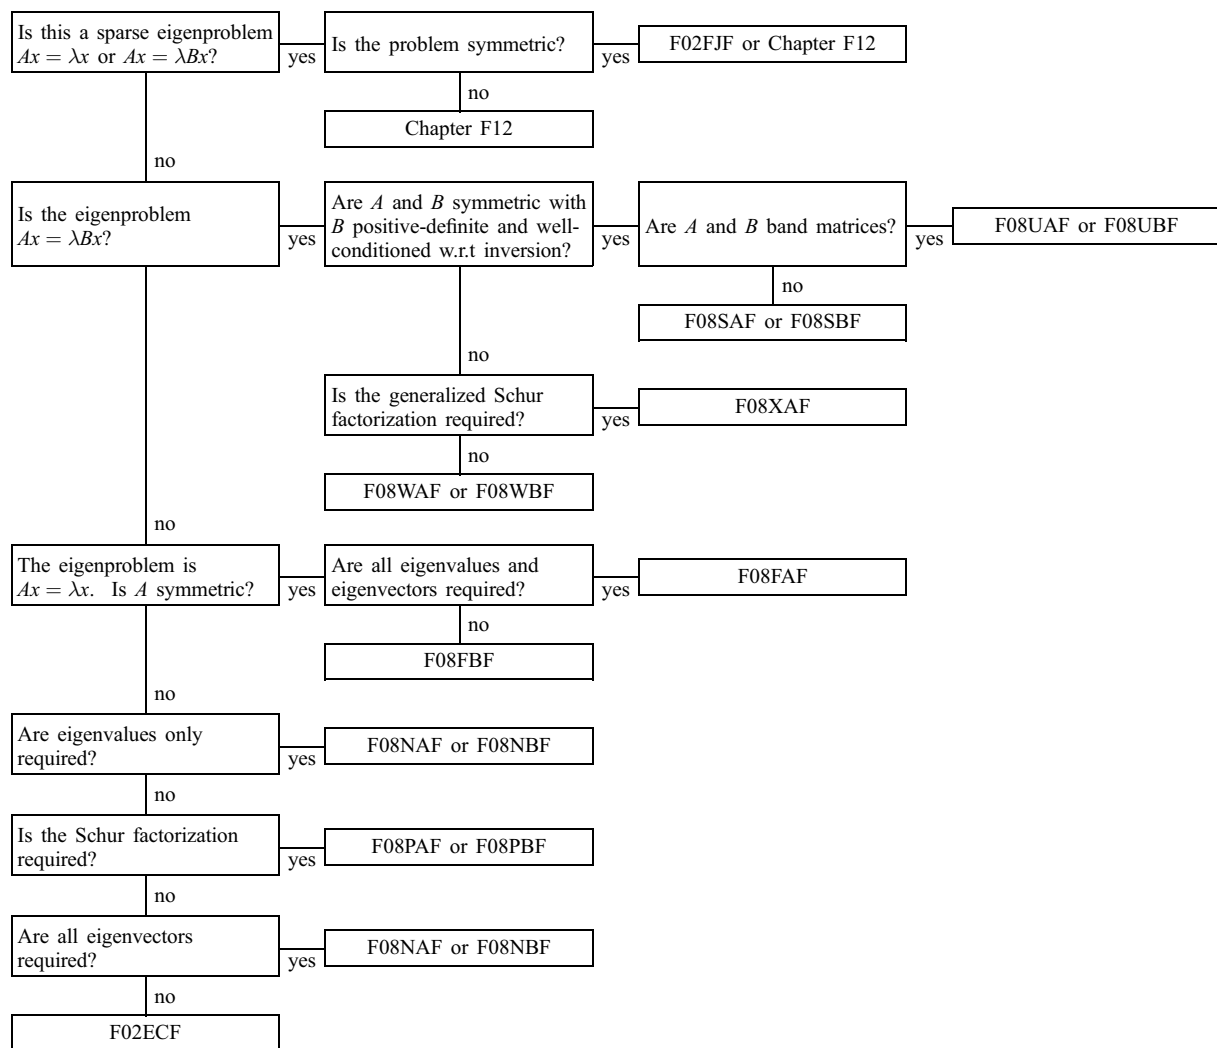 Is this a sparse eigenproblem
Ax = λx or Ax = λBx?
yes
Is the problem symmetric?
yes
F02FJF or Chapter F12
no
Chapter F12
no
Is the eigenproblem
Ax = λBx?
yes
Are A and B symmetric with
B positive-definite and well-
conditioned w.r.t inversion?
yes
Are A and B band matrices?
yes
F08UAF or F08UBF
no
F08SAF or F08SBF
no
Is the generalized Schur
factorization required?
yes
F08XAF
no
F08WAF or F08WBF
no
The eigenproblem is
Ax = λx. Is A symmetric?
yes
Are all eigenvalues and
eigenvectors required?
yes
F08FAF
no
F08FBF
no
Are eigenvalues only
required?
yes
F08NAF or F08NBF
no
Is the Schur factorization
required?
yes
F08PAF or F08PBF
no
Are all eigenvectors
required?
yes
F08NAF or F08NBF
no
F02ECF